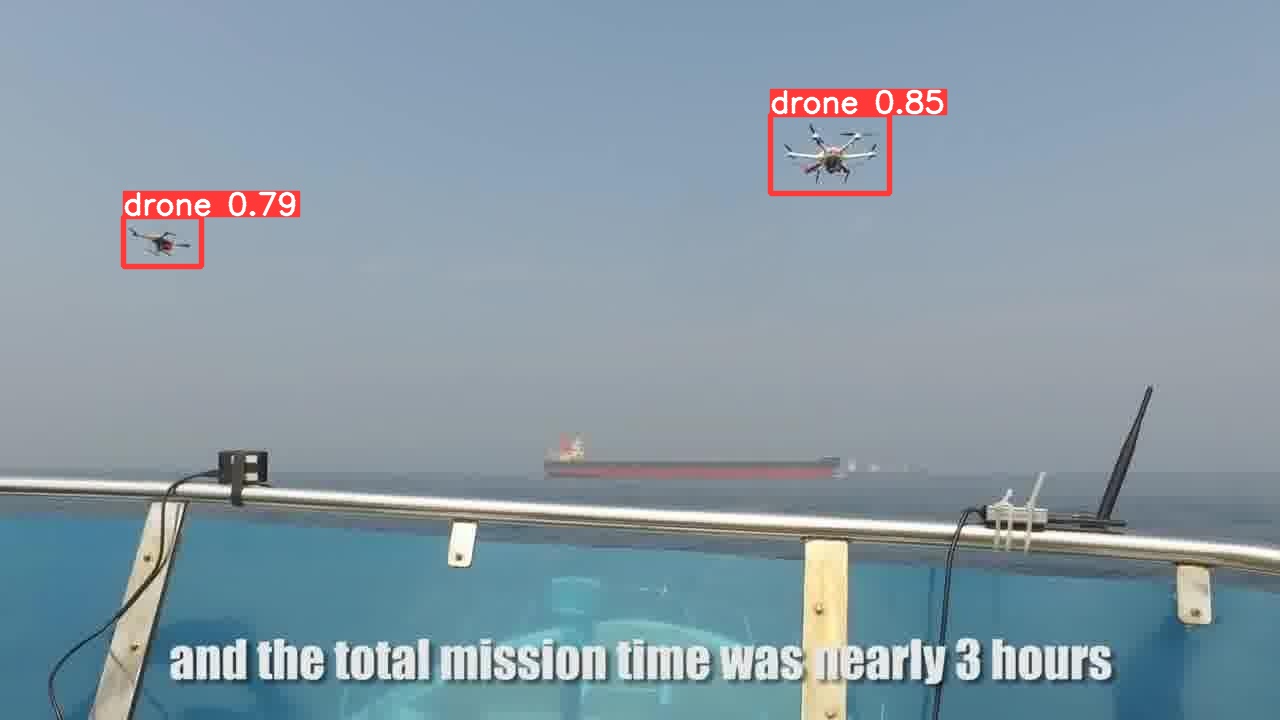 drone 0.85
drone 0.79
and the total mission time was nearly 3 hours